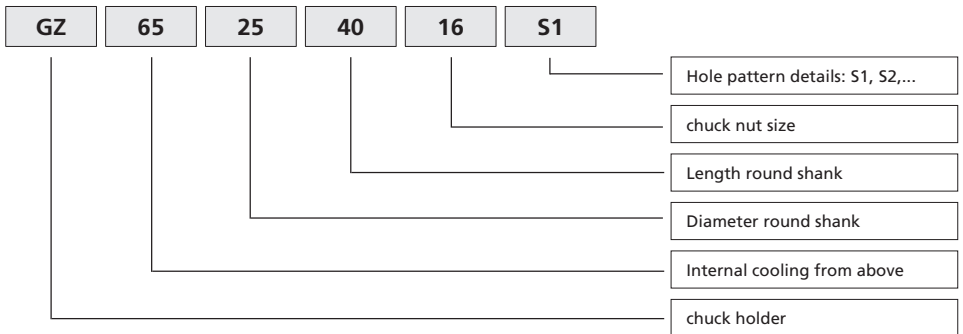 GZ 65 25 40 16 S1
Hole pattern details: S1, S2,...
chuck nut size
Length round shank
Diameter round shank
Internal cooling from above
chuck holder